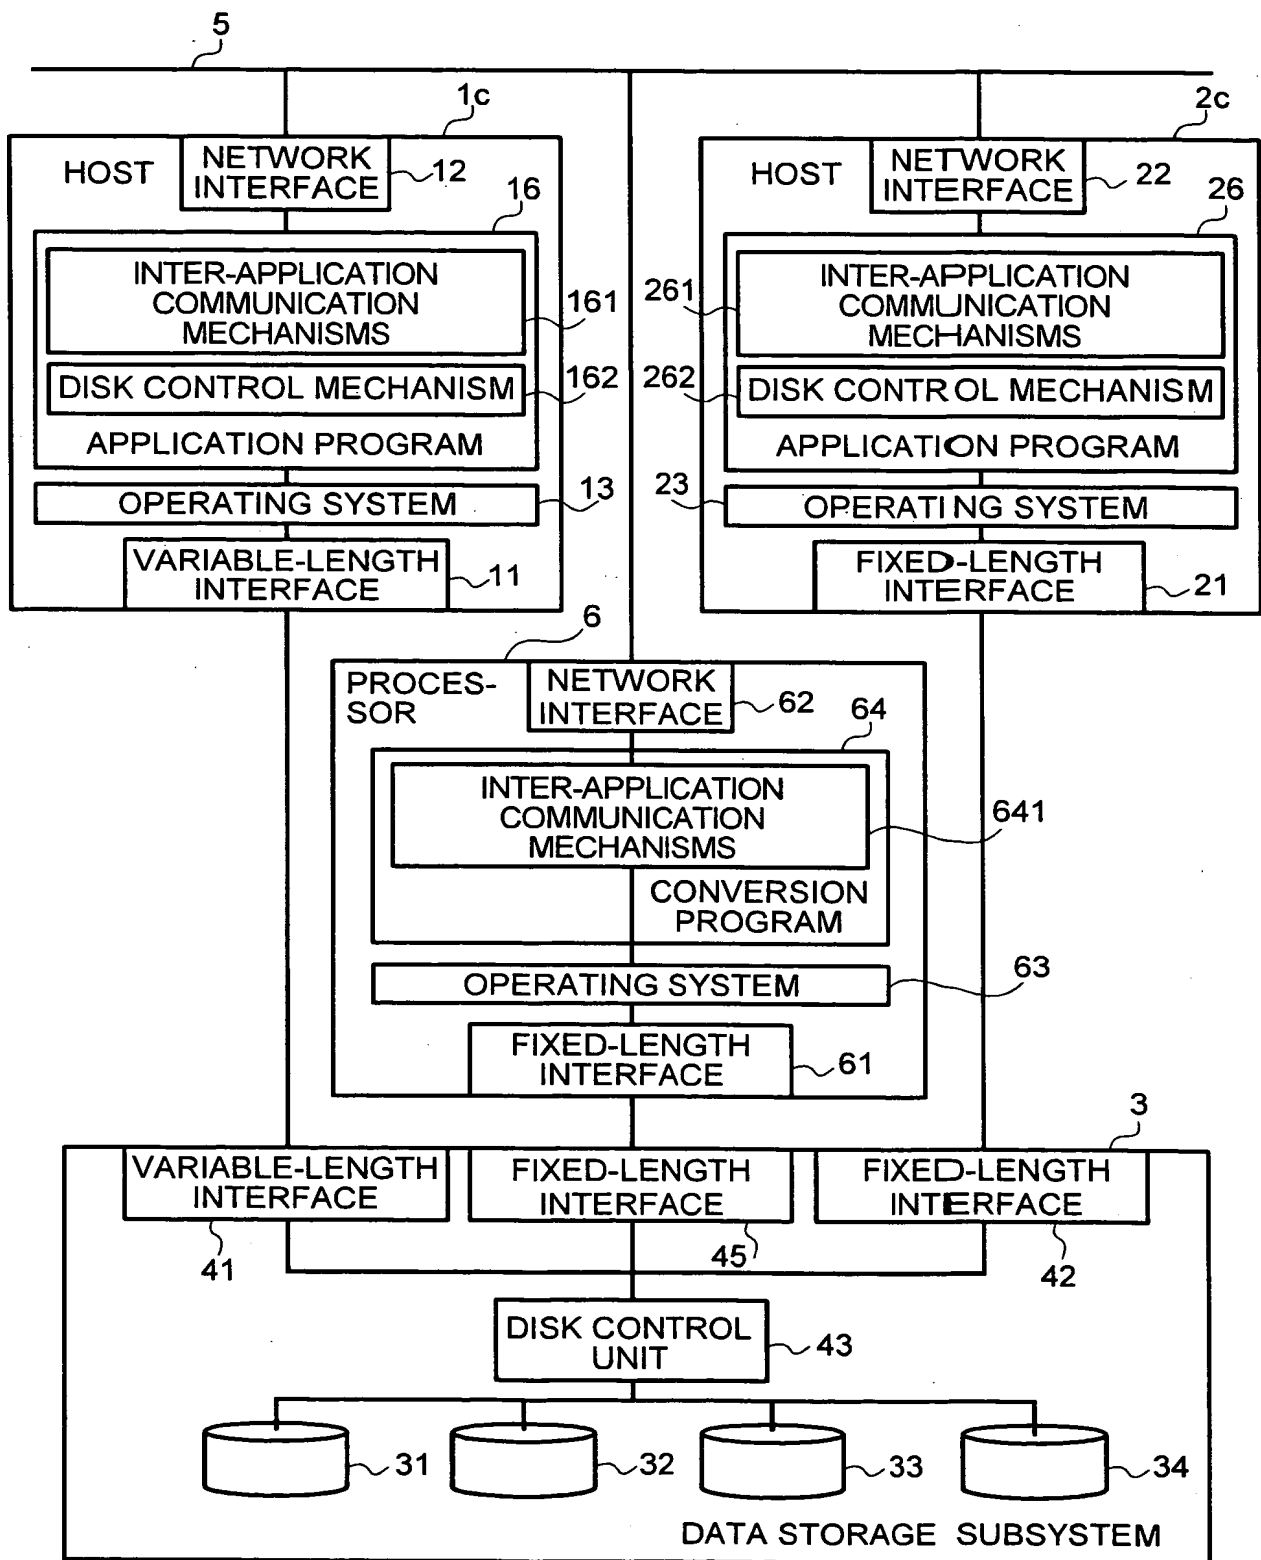 5
1c
2c
HOST
NETWORK
INTERFACE
12
16
INTER-APPLICATION
COMMUNICATION
MECHANISMS
161
DISK CONTROL MECHANISM
162
APPLICATION PROGRAM
OPERATING SYSTEM
13
VARIABLE-LENGTH
INTERFACE
11
HOST
NETWORK
INTERFACE
22
26
261
INTER-APPLICATION
COMMUNICATION
MECHANISMS
262
DISK CONTROL MECHANISM
APPLICATION PROGRAM
23
OPERATING SYSTEM
FIXED-LENGTH
INTERFACE
21
6
PROCES-
SOR
NETWORK
INTERFACE
62
64
INTER-APPLICATION
COMMUNICATION
MECHANISMS
641
CONVERSION
PROGRAM
OPERATING SYSTEM
63
FIXED-LENGTH
INTERFACE
61
3
VARIABLE-LENGTH
INTERFACE
41
FIXED-LENGTH
INTERFACE
45
FIXED-LENGTH
INTERFACE
42
DISK CONTROL
UNIT
43
31
32
33
34
DATA STORAGE SUBSYSTEM